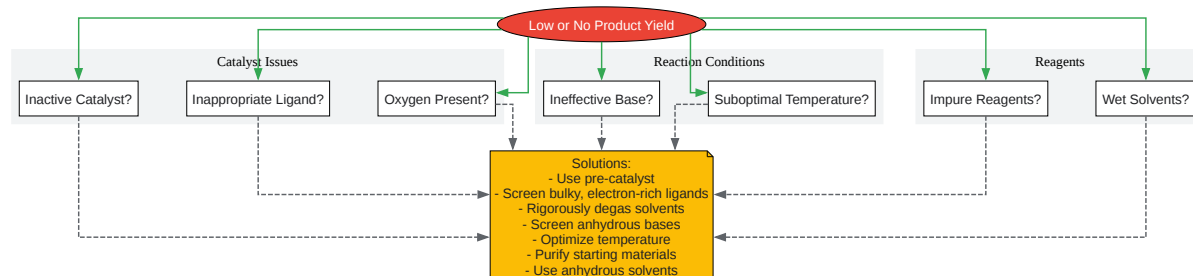 Low or No Product Yield
Catalyst Issues
Reaction Conditions
Reagents
Inactive Catalyst?
Inappropriate Ligand?
Oxygen Present?
Ineffective Base?
Suboptimal Temperature?
Impure Reagents?
Wet Solvents?
Solutions:
- Use pre-catalyst
- Screen bulky, electron-rich ligands
- Rigorously degas solvents
- Screen anhydrous bases
- Optimize temperature
- Purify starting materials
- Use anhydrous solvents